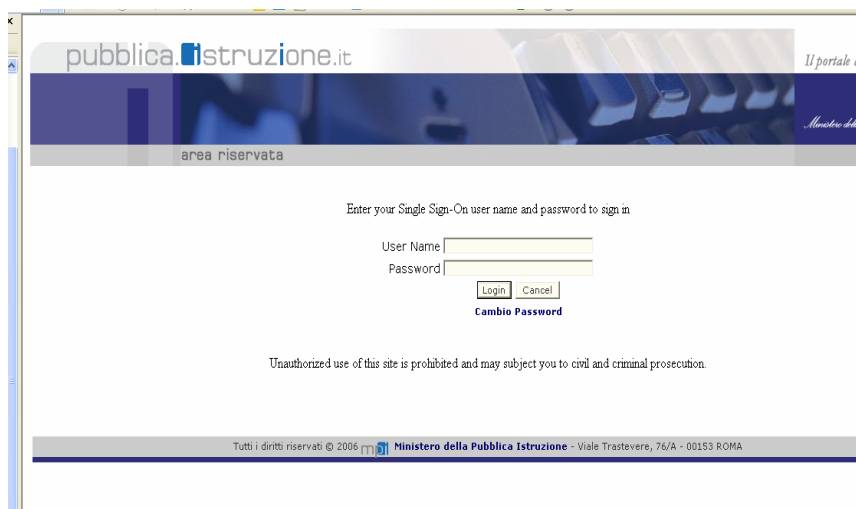 pubblica.istruzione.it
Il portale
Ministero
area riservata
Enter your Single Sign-On user name and password to sign in
User Name
Password
Login Cancel
Cambio Password
Unauthorized use of this site is prohibited and may subject you to civil and criminal prosecution.
Tutti i diritti riservati © 2006 mpi Ministero della Pubblica Istruzione - Viale Trastevere, 76/A - 00153 ROMA